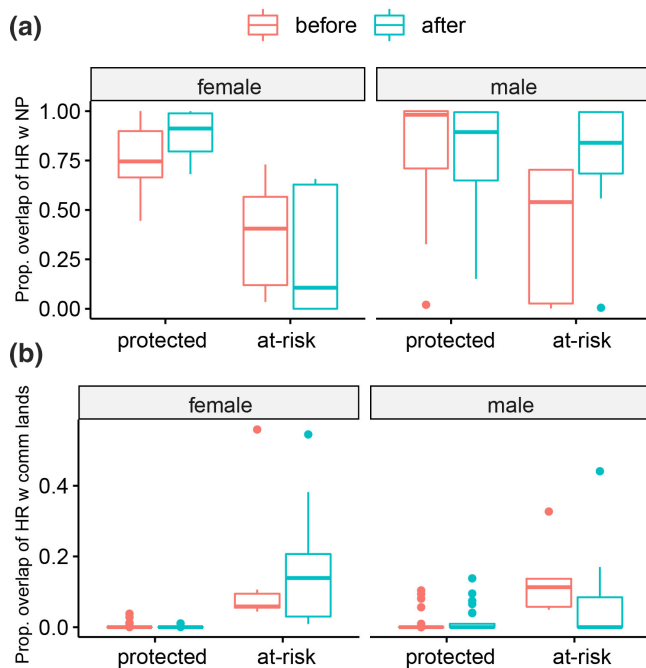 (a)
before after
female male
Prop. overlap of HR w NP
1.00
0.75
0.50
0.25
0.00
protected at-risk protected at-risk
(b)
female male
Prop. overlap of HR w comm lands
0.4
0.2
0.0
protected at-risk protected at-risk